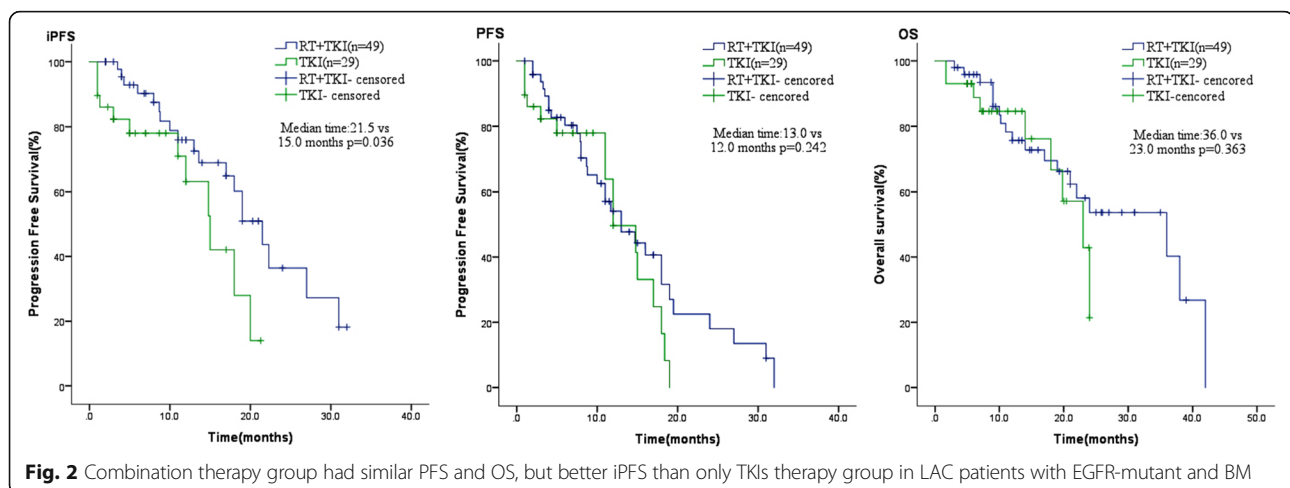 iPFS
RT+TKI(n=49)
TKI(n=29)
RT+TKI- censored
TKI- censored
Median time:21.5 vs
15.0 months p=0.036
Progression Free Survival(%)
100
80
60
40
20
0
.0 10.0 20.0 30.0 40.0
Time(months)
PFS
RT+TKI(n=49)
TKI(n=29)
RT+TKI- cencored
TKI- cencored
Median time:13.0 vs
12.0 months p=0.242
Progression Free Survival(%)
100
80
60
40
20
0
.0 10.0 20.0 30.0 40.0
Time(months)
OS
RT+TKI(n=49)
TKI(n=29)
RT+TKI- cencored
TKI-cencored
Median time:36.0 vs
23.0 months p=0.363
Overall survival(%)
100
80
60
40
20
0
.0 10.0 20.0 30.0 40.0 50.0
Time(months)
Fig. 2 Combination therapy group had similar PFS and OS, but better iPFS than only TKIs therapy group in LAC patients with EGFR-mutant and BM